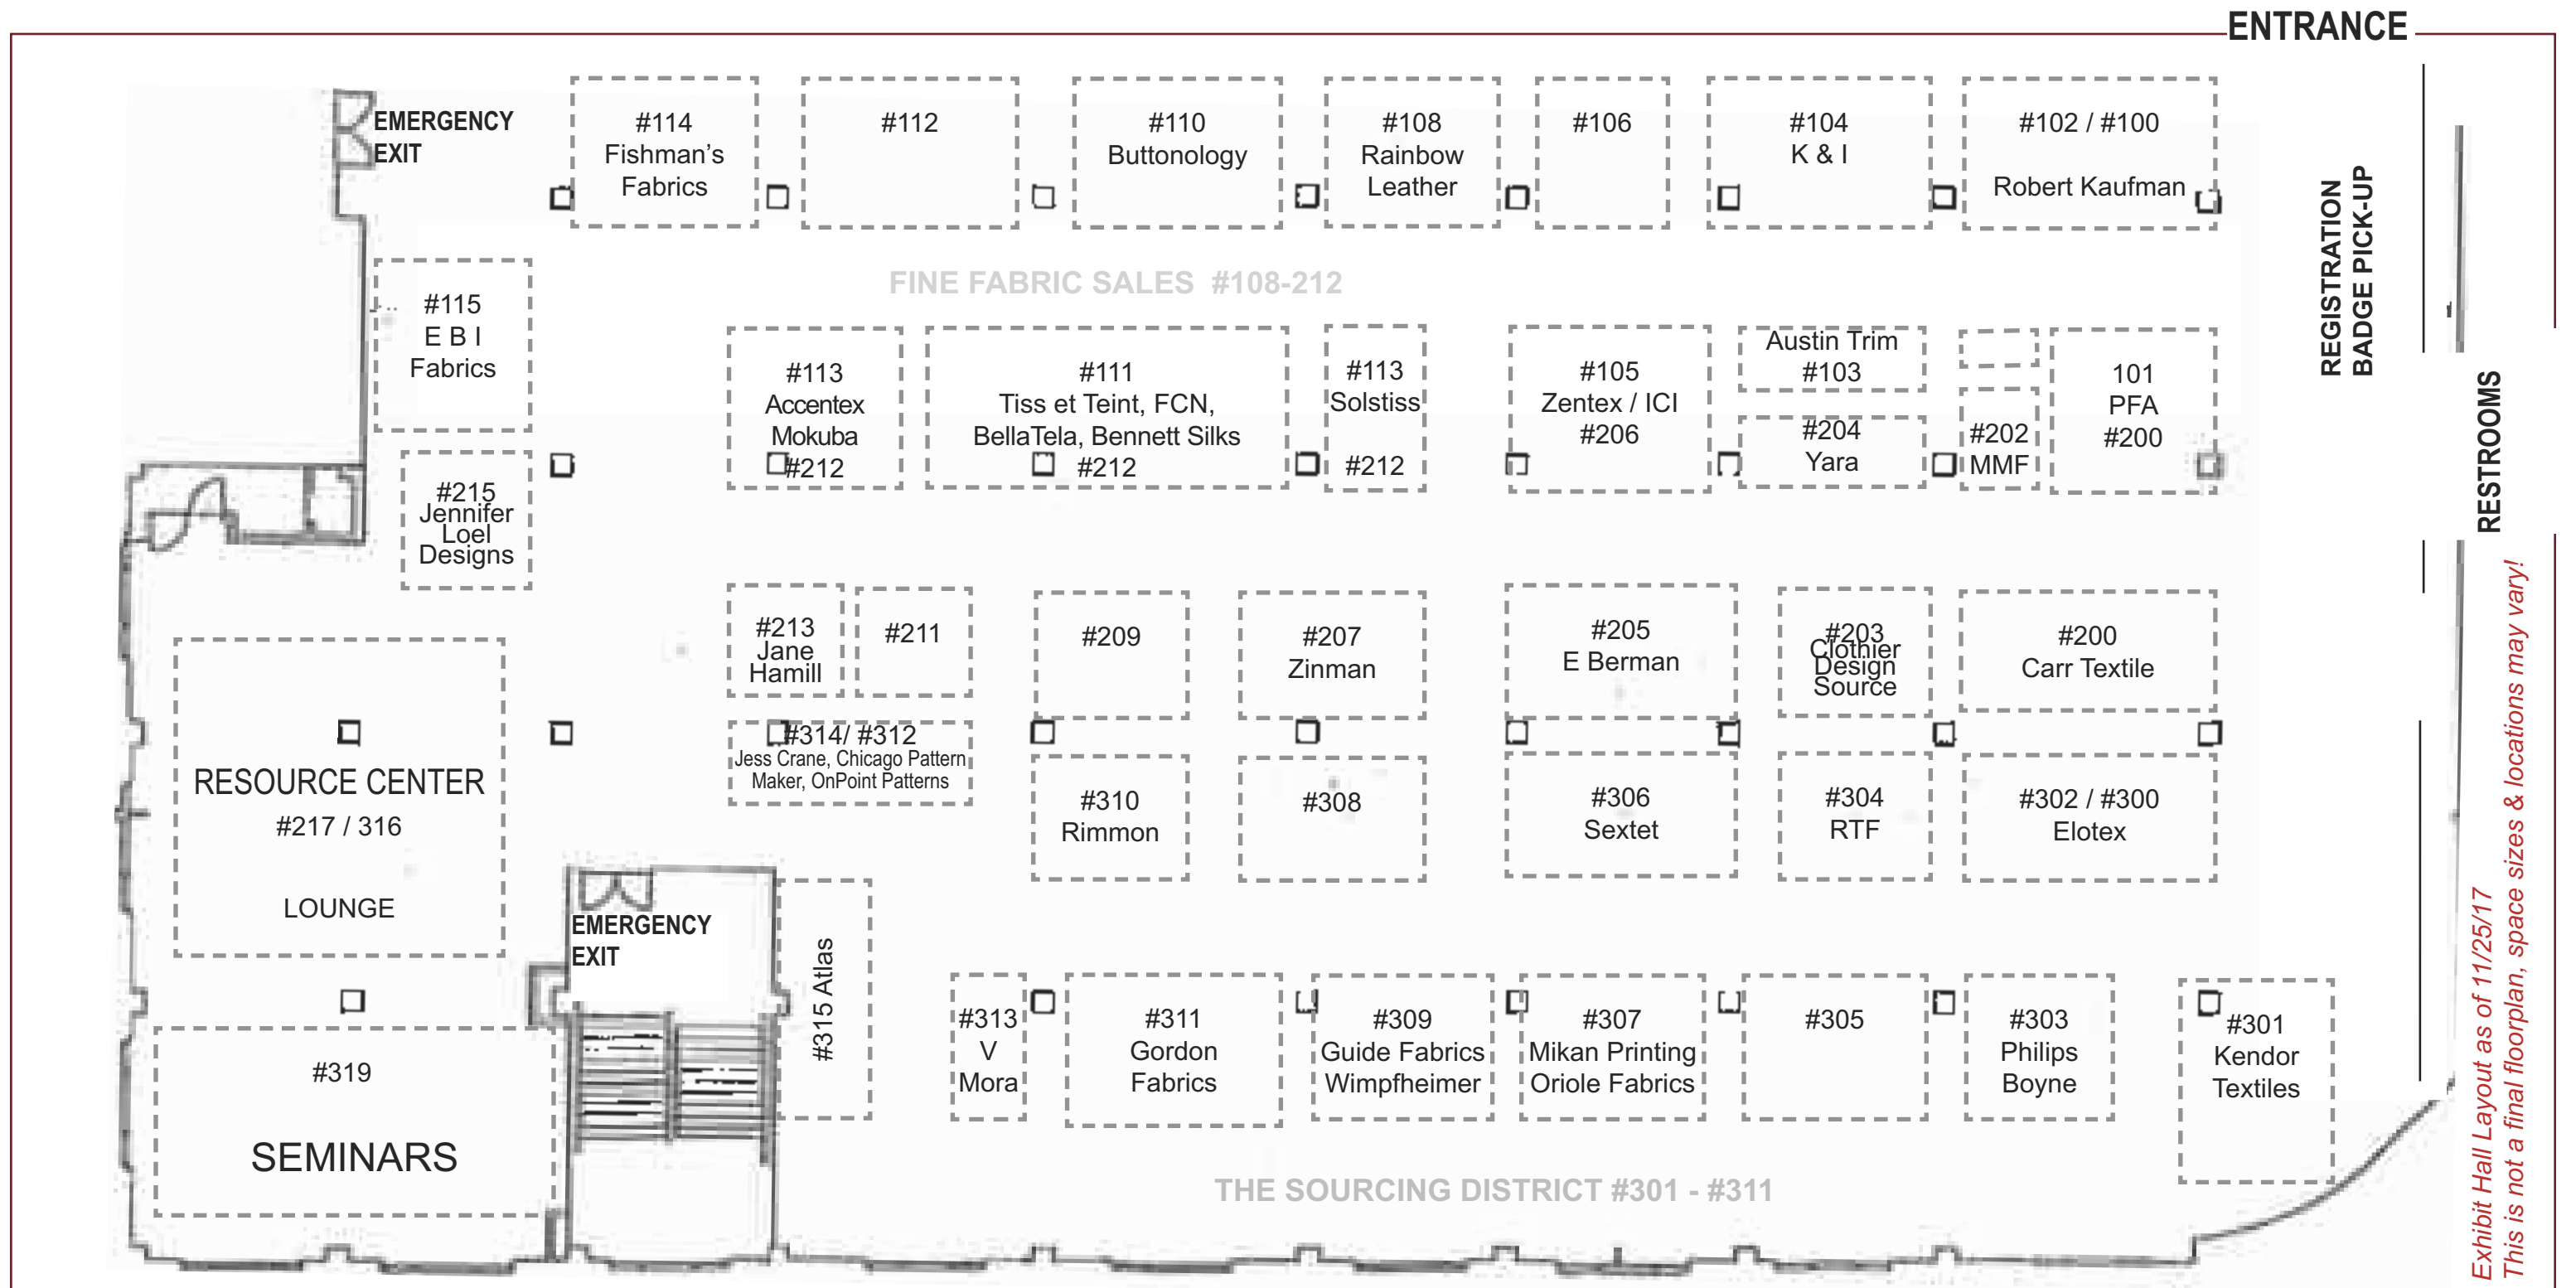 ENTRANCE
EMERGENCY
EXIT
#114
Fishman’s
Fabrics
#112
#110
Buttonology
#108
Rainbow
Leather
#106
#104
K & I
#102 / #100
Robert Kaufman
REGISTRATION
BADGE PICK-UP
FINE FABRIC SALES #108-212
#115
E B I
Fabrics
#113
Accentex
Mokuba
#212
#111
Tiss et Teint, FCN,
BellaTela, Bennett Silks
#212
#113
Solstiss
#212
#105
Zentex / ICI
#206
Austin Trim
#103
#204
Yara
#202
MMF
101
PFA
#200
RESTROOMS
#215
Jennifer
Loel
Designs
#213
Jane
Hamill
#211
#209
#207
Zinman
#205
E Berman
#203
Clothier
Design
Source
#200
Carr Textile
RESOURCE CENTER
#217 / 316
LOUNGE
#314/ #312
Jess Crane, Chicago Pattern
Maker, OnPoint Patterns
#310
Rimmon
#308
#306
Sextet
#304
RTF
#302 / #300
Elotex
EMERGENCY
EXIT
#315 Atlas
#313
V
Mora
#311
Gordon
Fabrics
#309
Guide Fabrics
Wimpfheimer
#307
Mikan Printing
Oriole Fabrics
#305
#303
Philips
Boyne
#301
Kendor
Textiles
#319
SEMINARS
THE SOURCING DISTRICT #301 - #311
Exhibit Hall Layout as of 11/25/17
This is not a final floorplan, space sizes & locations may vary!